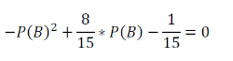 −P(B)² + 8/15 * P(B) − 1/15 = 0